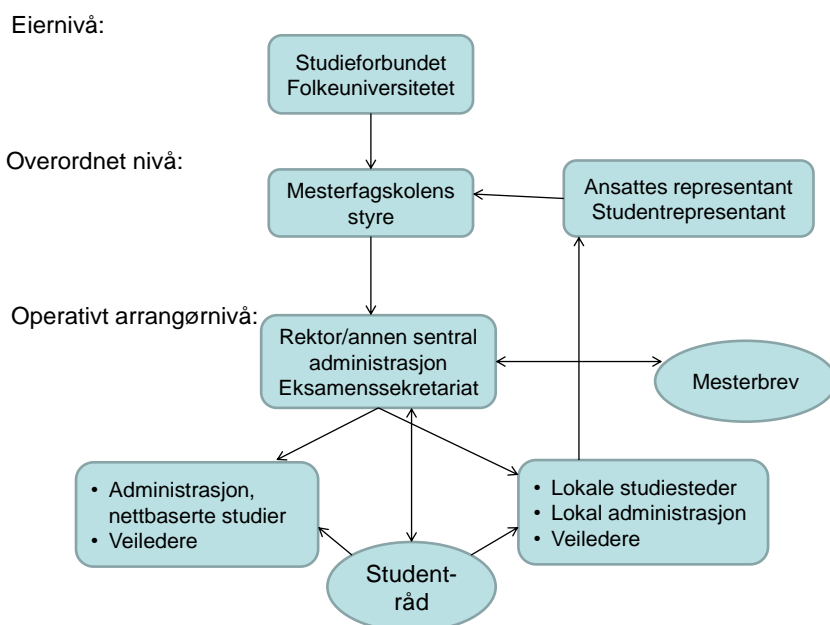 Eiernivå:
Studieforbundet
Folkeuniversitetet
Overordnet nivå:
Mesterfagskolens
styre
Ansattes representant
Studentrepresentant
Operativt arrangørnivå:
Rektor/annen sentral
administrasjon
Eksamenssekretariat
Mesterbrev
• Administrasjon,
nettbaserte studier
• Veiledere
• Lokale studiesteder
• Lokal administrasjon
• Veiledere
Student-
råd